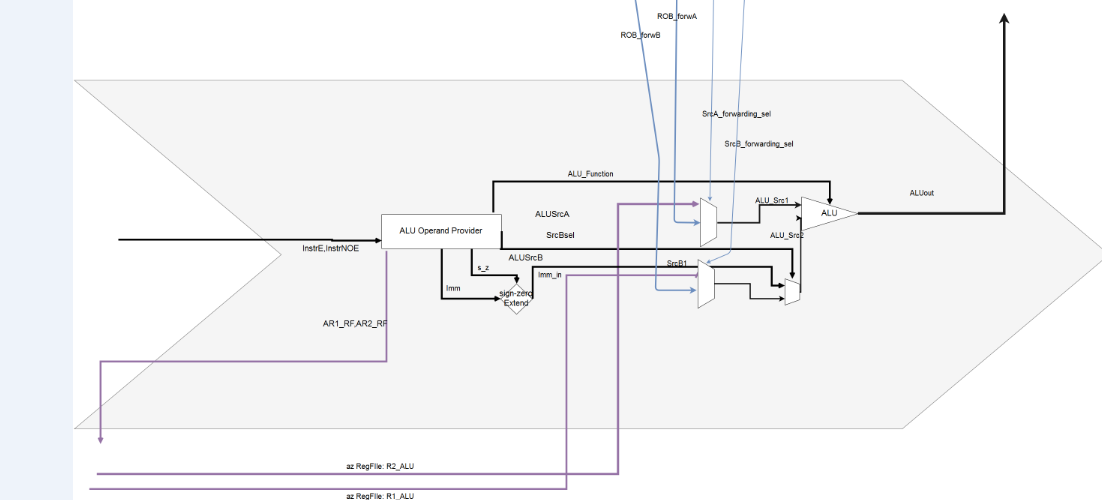 ROB_forwA
ROB_forwB
SrcA_forwarding_sel
SrcB_forwarding_sel
ALU_Function
ALUout
ALU_Src1
ALU
ALUSrcA
ALU Operand Provider
SrcBsel
ALU_Src2
InstrE,InstrNOE
ALUSrcB
SrcB1
s_z
Imm_in
Imm
sign-zero
Extend
AR1_RF,AR2_RF
az RegFIle: R2_ALU
az RegFIle: R1_ALU